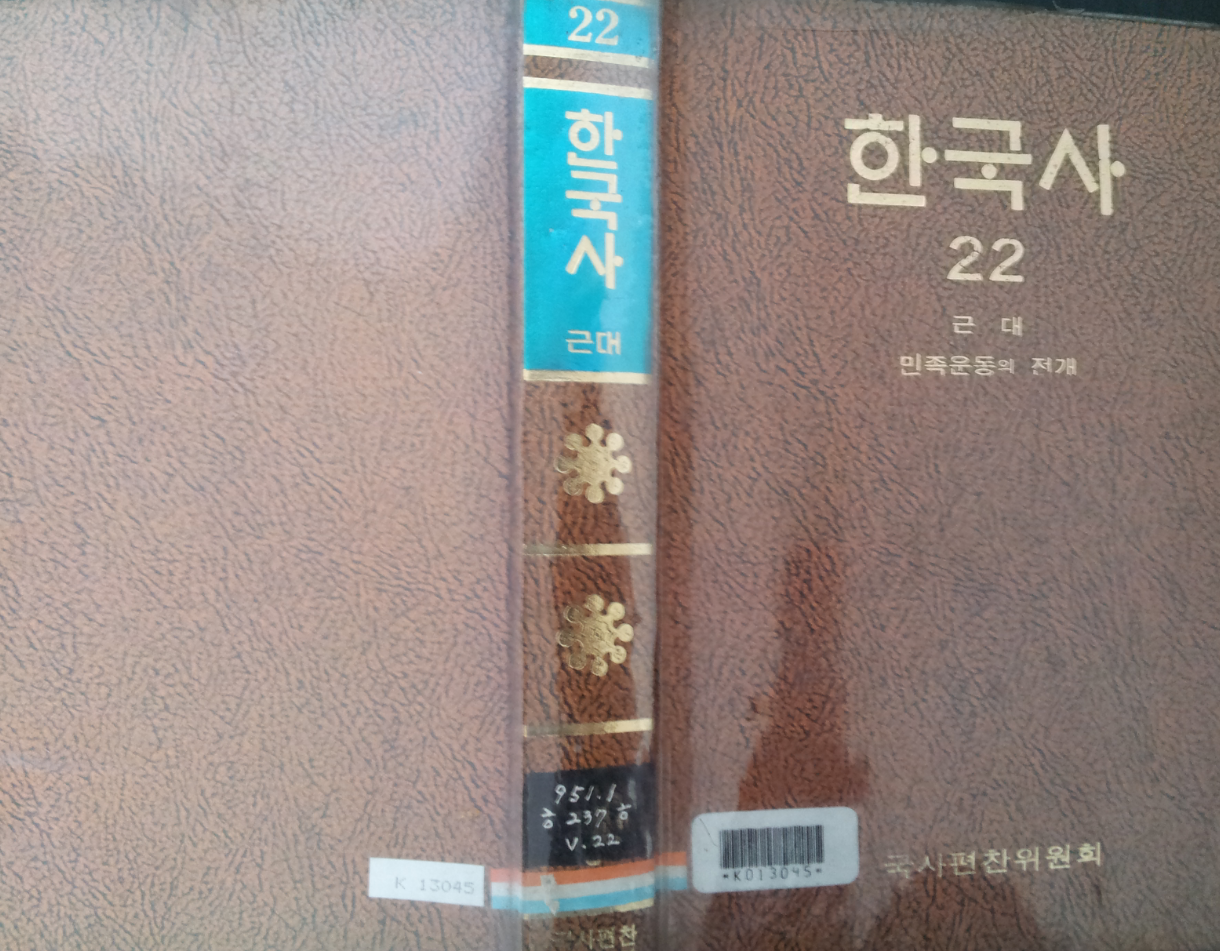 22
한국사
근대
951.1
ㅎ237ㅎ
V.22
K 13045
국사편찬
한국사
22
근 대
민족운동의 전개
*K013045*
국사편찬위원회